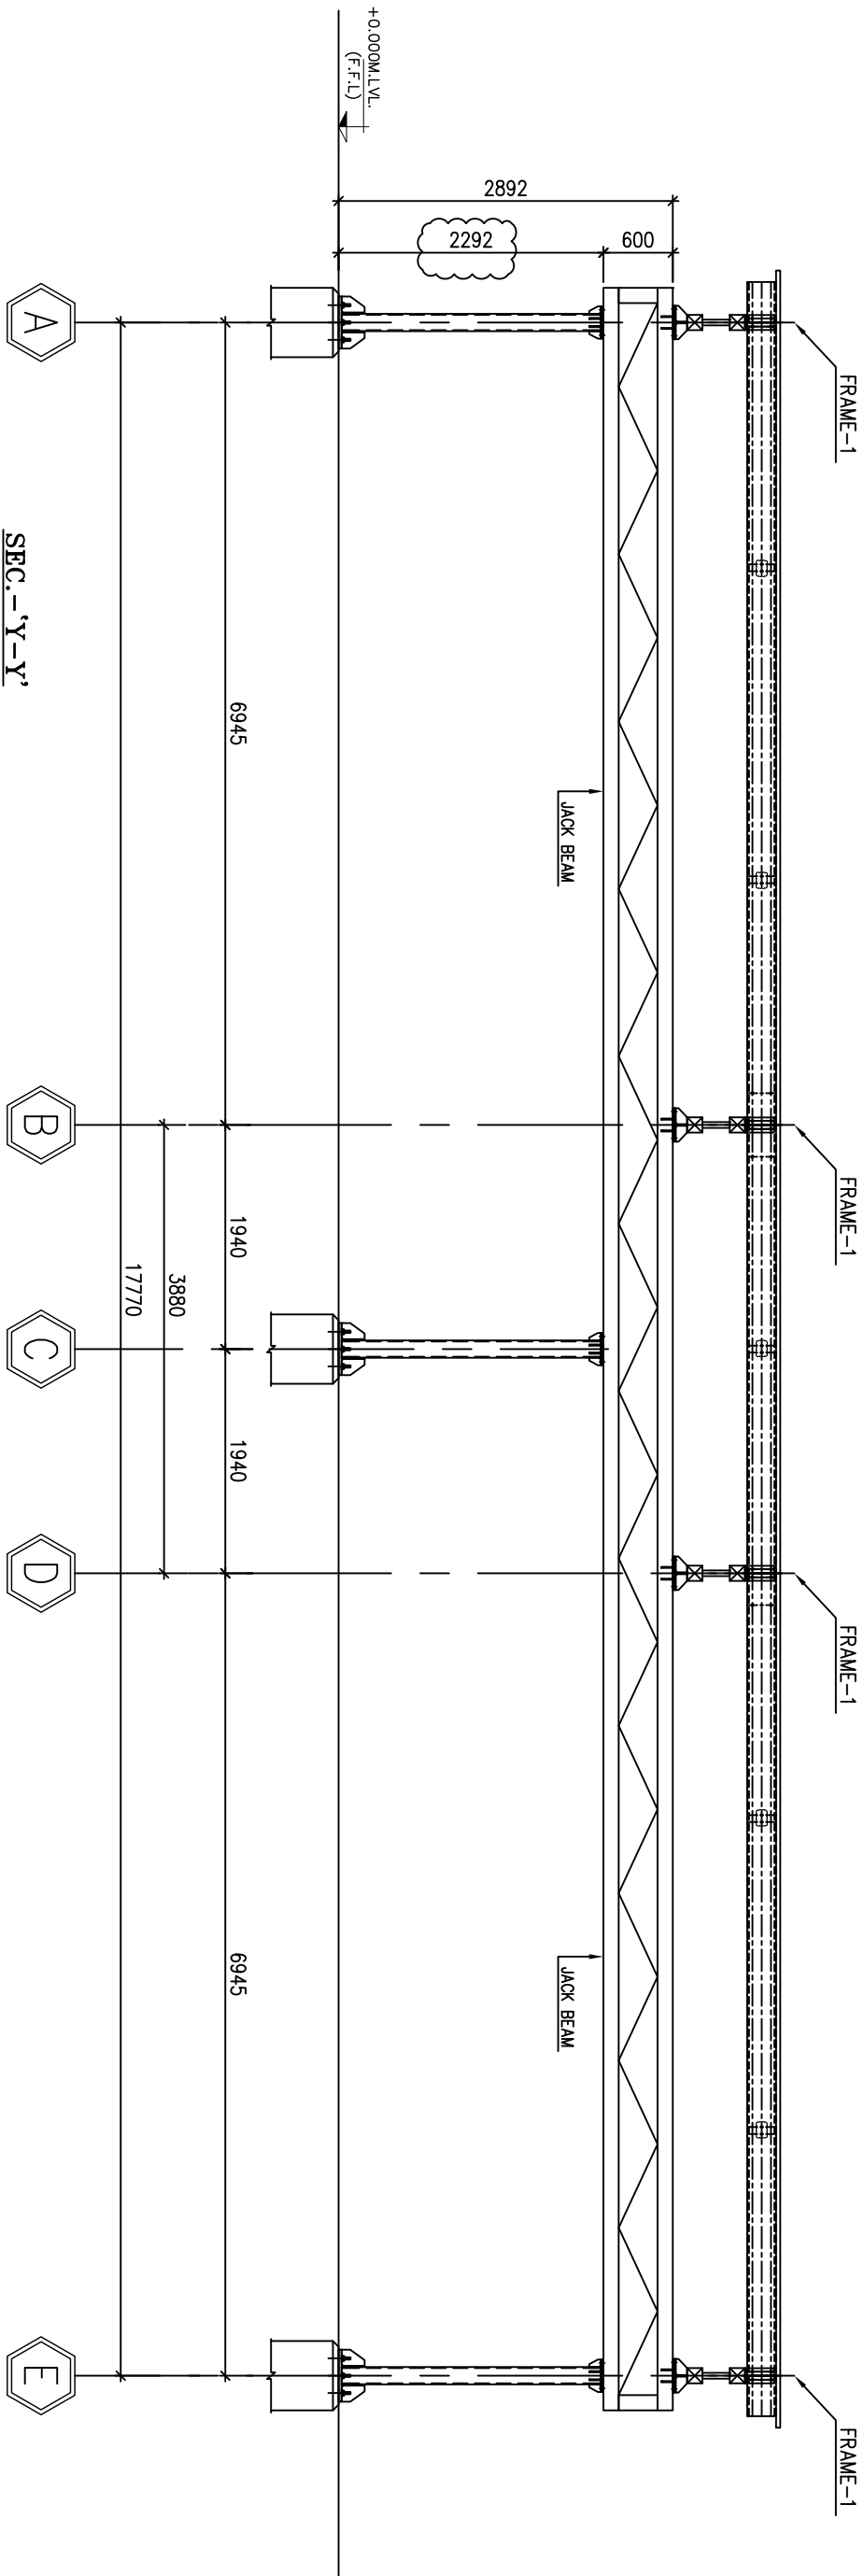 FRAME-1
FRAME-1
FRAME-1
FRAME-1
2892
600
2292
JACK BEAM
JACK BEAM
+0.000M.LVL.
(F.F.L)
6945
1940
1940
6945
3880
17770
A
B
C
D
E
SEC.-'Y-Y'